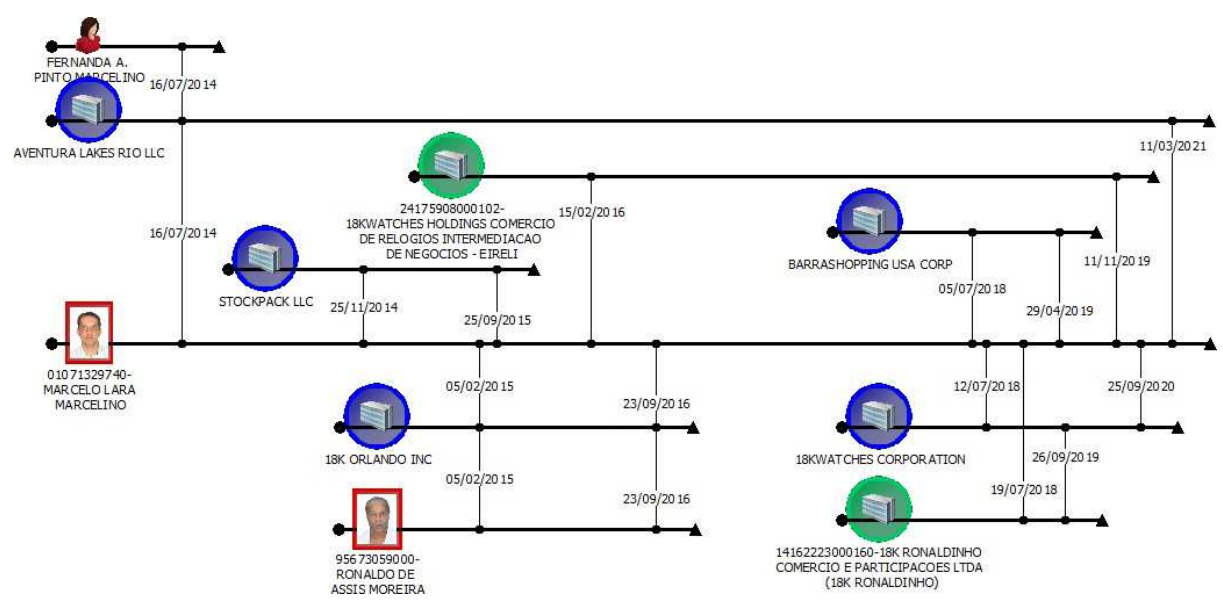 FERNANDA A.
PINTO MARCELINO
16/07/2014
AVENTURA LAKES RIO LLC
11/03/2021
24175908000102-
18KWATCHES HOLDINGS COMERCIO
DE RELOGIOS INTERMEDIACAO
DE NEGOCIOS - EIRELI
15/02/2016
16/07/2014
BARRASHOPPING USA CORP
11/11/2019
05/07/2018
STOCKPACK LLC
25/11/2014
25/09/2015
29/04/2019
01071329740-
MARCELO LARA
MARCELINO
05/02/2015
23/09/2016
12/07/2018
25/09/2020
18K ORLANDO INC
18KWATCHES CORPORATION
26/09/2019
05/02/2015
23/09/2016
19/07/2018
95673059000-
RONALDO DE
ASSIS MOREIRA
14162223000160-18K RONALDINHO
COMERCIO E PARTICIPACOES LTDA
(18K RONALDINHO)